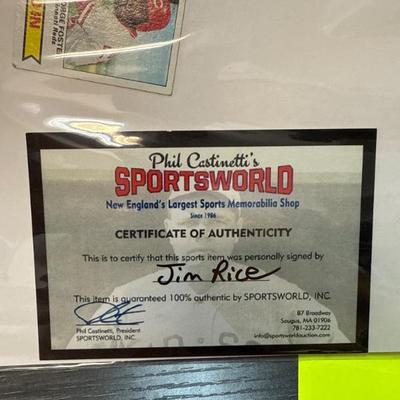 GEORGE FOSTER
Phil Castinetti's
SPORTSWORLD
New England's Largest Sports Memorabilia Shop
Since 1986
CERTIFICATE OF AUTHENTICITY
This is to certify that this sports item was personally signed by
Jim Rice
This item is guaranteed 100% authentic by SPORTSWORLD, INC.
Phil Castinetti, President
SPORTSWORLD, INC.
87 Broadway
Saugus, MA 01906
781-233-7222
info@sportsworldauction.com